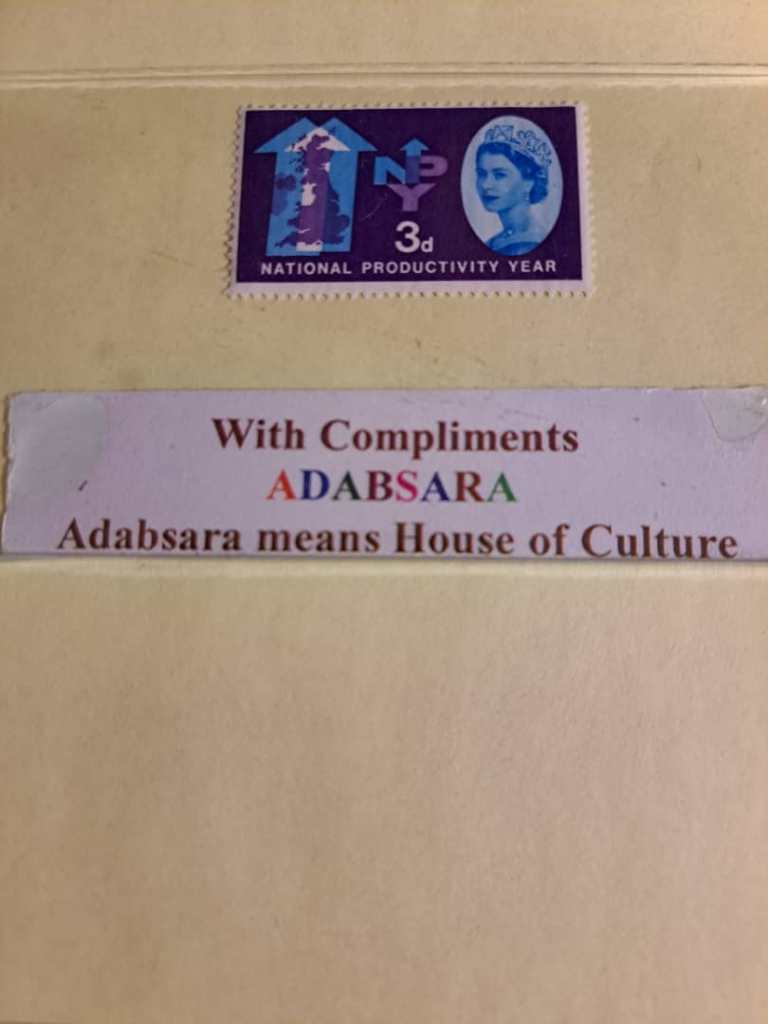 NPY
3d
NATIONAL PRODUCTIVITY YEAR
With Compliments
ADABSARA
Adabsara means House of Culture